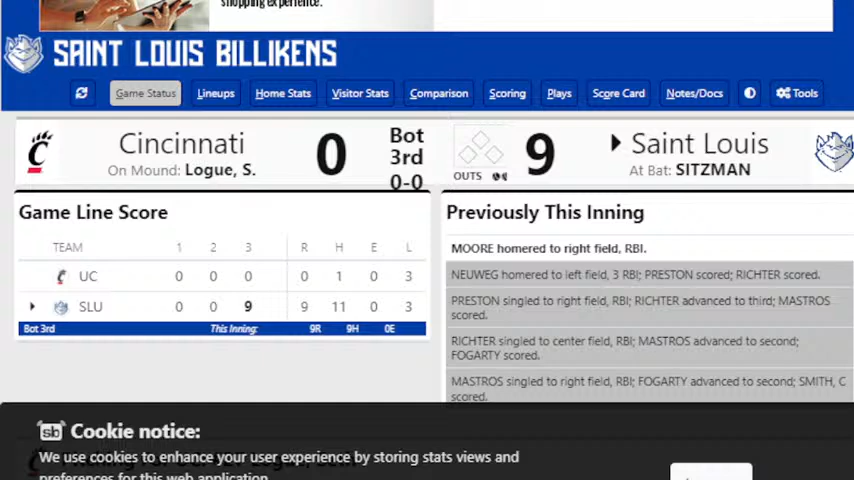 shopping experience.
SAINT LOUIS BILLIKENS
Game Status Lineups Home Stats Visitor Stats Comparison Scoring Plays Score Card Notes/Docs Tools
Cincinnati 0 Bot 3rd 0-0 OUTS 9 Saint Louis
On Mound: Logue, S. At Bat: SITZMAN
Game Line Score
TEAM 1 2 3 R H E L
UC 0 0 0 0 1 0 3
SLU 0 0 9 9 11 0 3
Bot 3rd This Inning: 9R 9H 0E
Previously This Inning
MOORE homered to right field, RBI.
NEUWEG homered to left field, 3 RBI; PRESTON scored; RICHTER scored.
PRESTON singled to right field, RBI; RICHTER advanced to third; MASTROS
scored.
RICHTER singled to center field, RBI; MASTROS advanced to second;
FOGARTY scored.
MASTROS singled to right field, RBI; FOGARTY advanced to second; SMITH, C
scored.
sb Cookie notice:
We use cookies to enhance your user experience by storing stats views and
preferences for this web application.